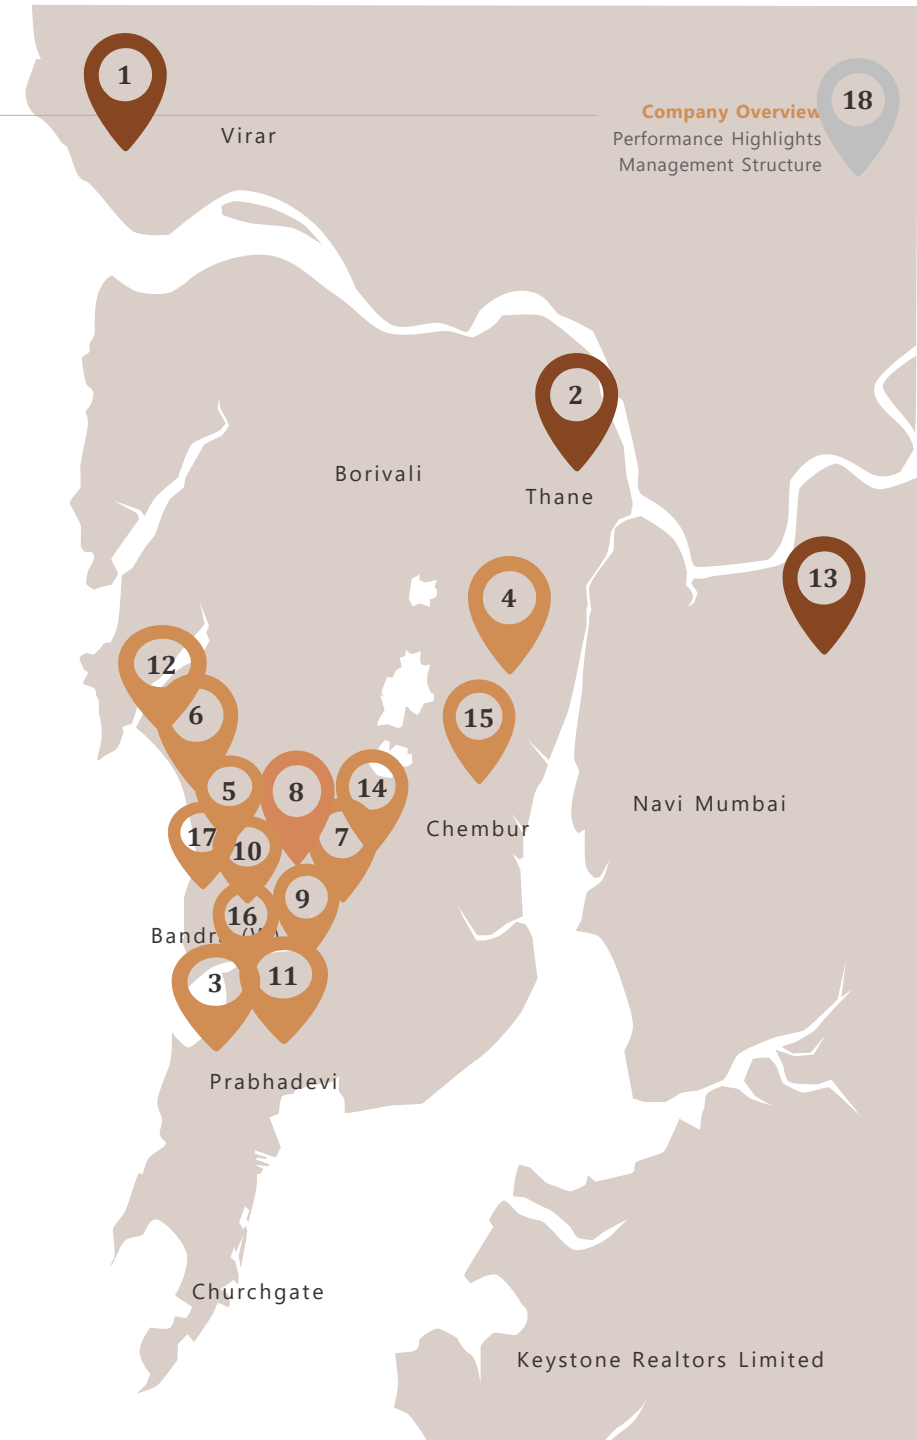 1
18
Company Overview
Virar
Performance Highlights
Management Structure
2
Borivali
Thane
13
4
12
6
15
5
8
14
Navi Mumbai
17
10
7
Chembur
9
16
3
11
Prabhadevi
Churchgate
Keystone Realtors Limited